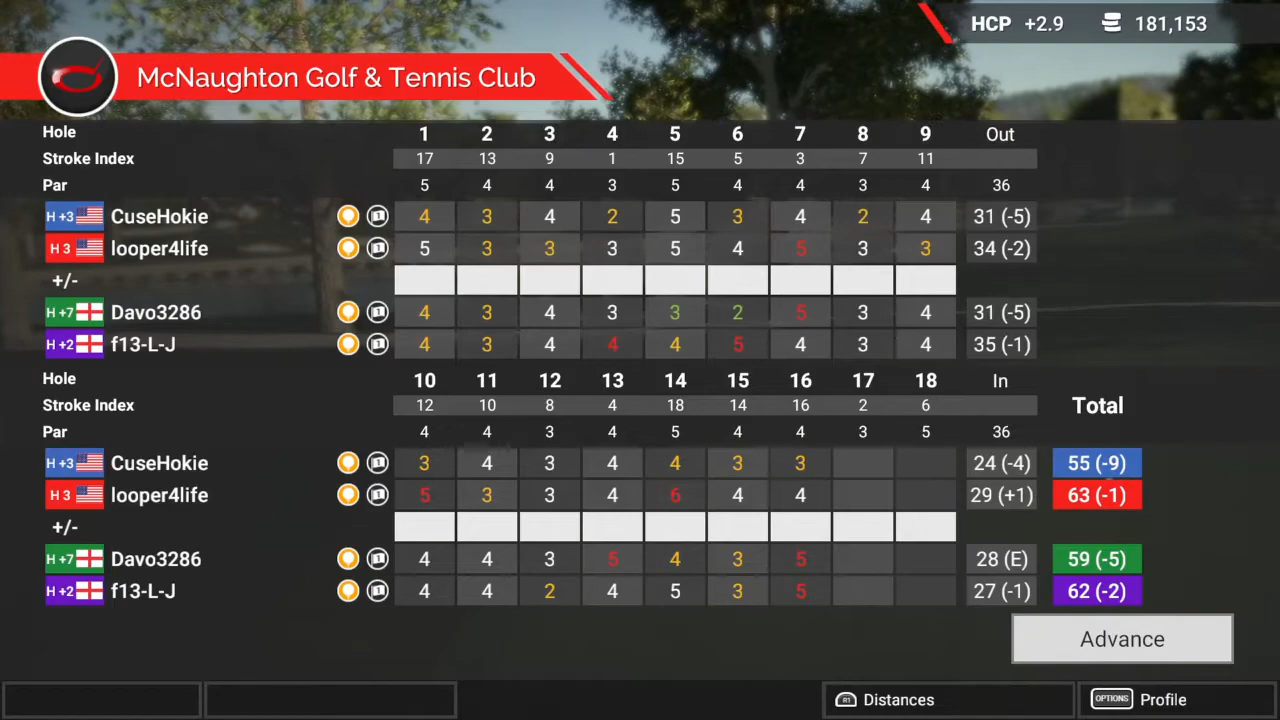 HCP +2.9 181,153
McNaughton Golf & Tennis Club
Hole 1 2 3 4 5 6 7 8 9 Out
Stroke Index 17 13 9 1 15 5 3 7 11
Par 5 4 4 3 5 4 4 3 4 36
H +3 CuseHokie 4 3 4 2 5 3 4 2 4 31 (-5)
H 3 looper4life 5 3 3 3 5 4 5 3 3 34 (-2)
+/-
H +7 Davo3286 4 3 4 3 3 2 5 3 4 31 (-5)
H +2 f13-L-J 4 3 4 4 4 5 4 3 4 35 (-1)
Hole 10 11 12 13 14 15 16 17 18 In
Stroke Index 12 10 8 4 18 14 16 2 6 Total
Par 4 4 3 4 5 4 4 3 5 36
H +3 CuseHokie 3 4 3 4 4 3 3 24 (-4) 55 (-9)
H 3 looper4life 5 3 3 4 6 4 4 29 (+1) 63 (-1)
+/-
H +7 Davo3286 4 4 3 5 4 3 5 28 (E) 59 (-5)
H +2 f13-L-J 4 4 2 4 5 3 5 27 (-1) 62 (-2)
Advance
R1 Distances OPTIONS Profile